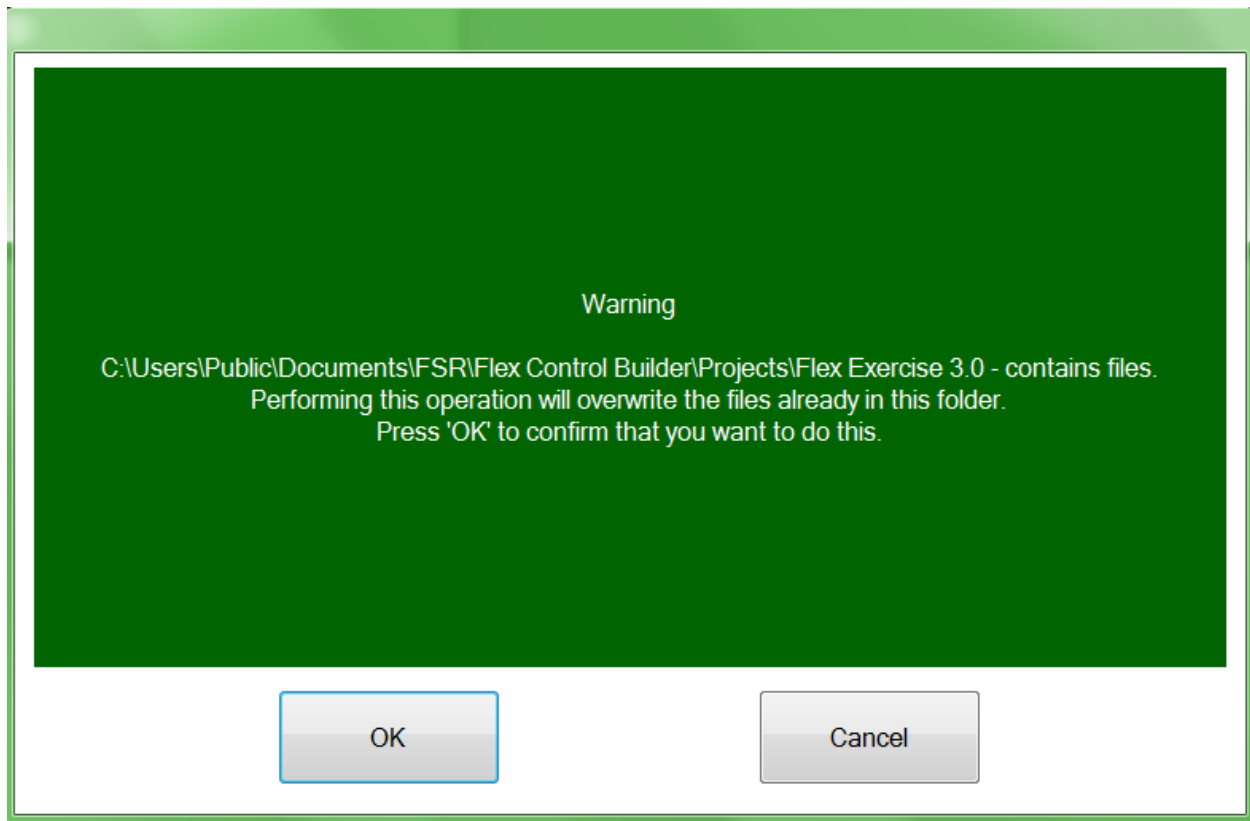 Warning
C:\Users\Public\Documents\FSR\Flex Control Builder\Projects\Flex Exercise 3.0 - contains files.
Performing this operation will overwrite the files already in this folder.
Press 'OK' to confirm that you want to do this.
OK
Cancel